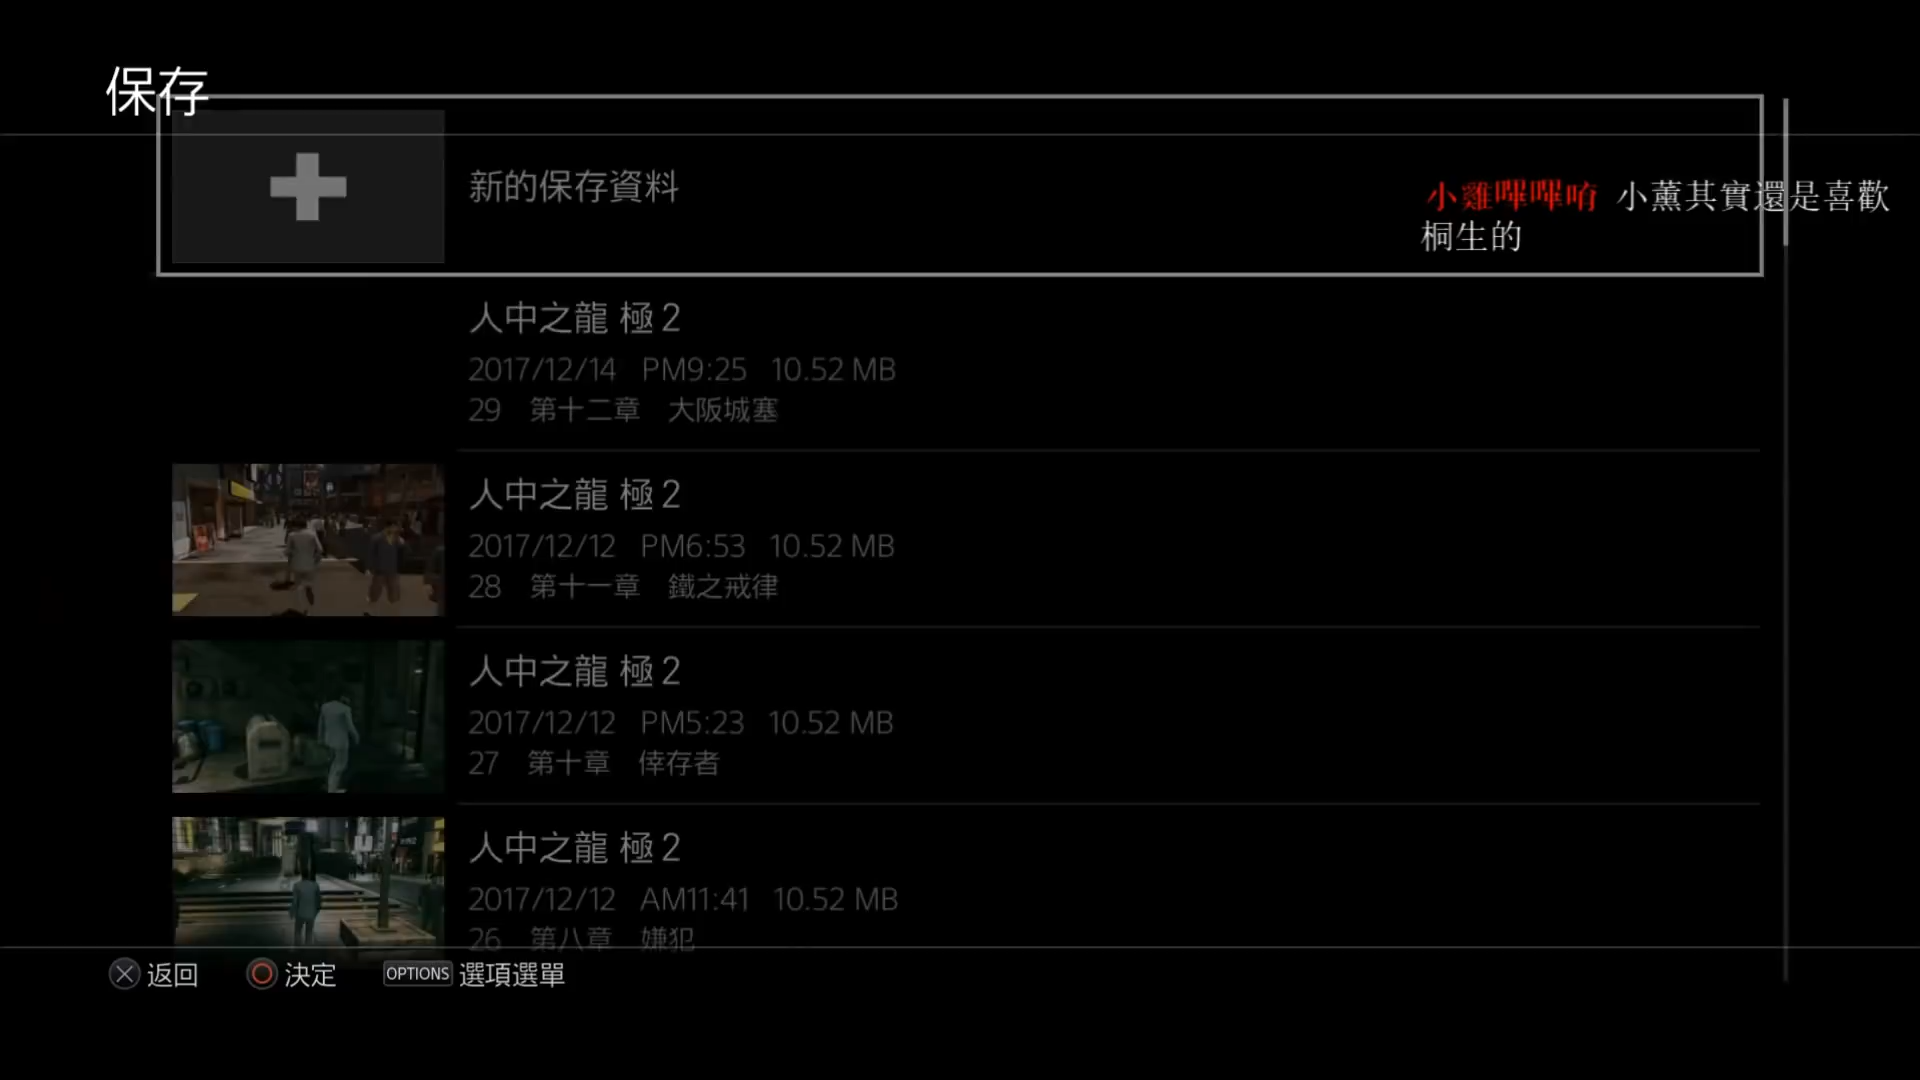 保存
新的保存資料
小雞嗶嗶咱 小薰其實還是喜歡
桐生的
人中之龍 極 2
2017/12/14 PM9:25 10.52 MB
29 第十二章 大阪城塞
人中之龍 極 2
2017/12/12 PM6:53 10.52 MB
28 第十一章 鐵之戒律
人中之龍 極 2
2017/12/12 PM5:23 10.52 MB
27 第十章 倖存者
人中之龍 極 2
2017/12/12 AM11:41 10.52 MB
26 第八章 嫌犯
返回 決定 OPTIONS 選項選單